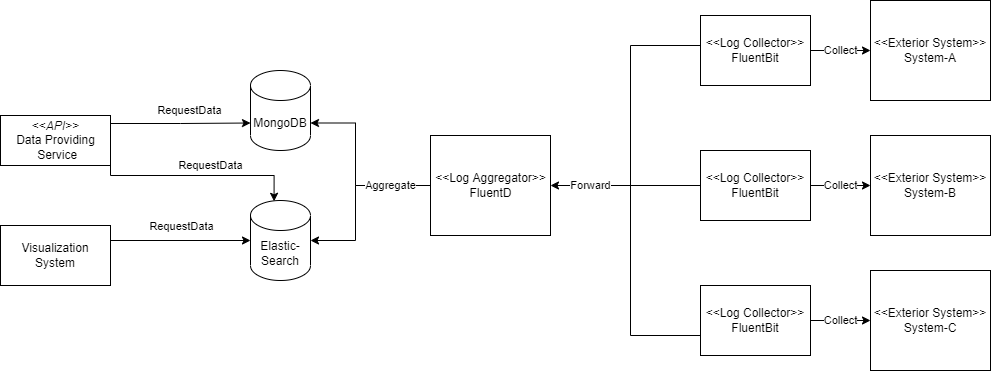 RequestData
<<API>>
Data Providing
Service
MongoDB
RequestData
RequestData
Visualization
System
Elastic-
Search
Aggregate
<<Log Aggregator>>
FluentD
Forward
<<Log Collector>>
FluentBit
Collect
<<Exterior System>>
System-A
<<Log Collector>>
FluentBit
Collect
<<Exterior System>>
System-B
<<Log Collector>>
FluentBit
Collect
<<Exterior System>>
System-C